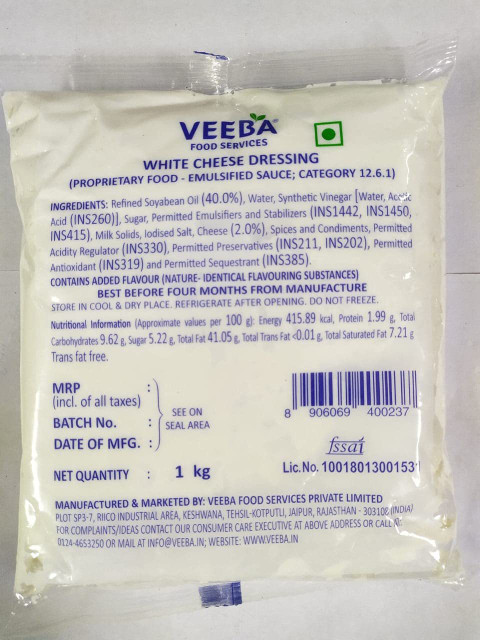 VEEBA
FOOD SERVICES
WHITE CHEESE DRESSING
(PROPRIETARY FOOD - EMULSIFIED SAUCE; CATEGORY 12.6.1)
INGREDIENTS: Refined Soyabean Oil (40.0%), Water, Synthetic Vinegar [Water, Acetic
Acid (INS260)], Sugar, Permitted Emulsifiers and Stabilizers (INS1442, INS1450,
INS415), Milk Solids, Iodised Salt, Cheese (2.0%), Spices and Condiments, Permitted
Acidity Regulator (INS330), Permitted Preservatives (INS211, INS202), Permitted
Antioxidant (INS319) and Permitted Sequestrant (INS385).
CONTAINS ADDED FLAVOUR (NATURE- IDENTICAL FLAVOURING SUBSTANCES)
BEST BEFORE FOUR MONTHS FROM MANUFACTURE
STORE IN COOL & DRY PLACE. REFRIGERATE AFTER OPENING. DO NOT FREEZE.
Nutritional Information (Approximate values per 100 g): Energy 415.89 kcal, Protein 1.99 g, Total
Carbohydrates 9.62 g, Sugar 5.22 g, Total Fat 41.05 g, Total Trans Fat <0.01 g, Total Saturated Fat 7.21 g
Trans fat free.
MRP :
(incl. of all taxes)
BATCH No. :
DATE OF MFG. :
SEE ON
SEAL AREA
8 906069 400237
fssai
Lic. No. 10018013001531
NET QUANTITY : 1 kg
MANUFACTURED & MARKETED BY: VEEBA FOOD SERVICES PRIVATE LIMITED
PLOT SP3-7, RIICO INDUSTRIAL AREA, KESHWANA, TEHSIL-KOTPUTLI, JAIPUR, RAJASTHAN - 303108 (INDIA)
FOR COMPLAINTS/IDEAS CONTACT OUR CONSUMER CARE EXECUTIVE AT ABOVE ADDRESS OR CALL
0124-4653250 OR MAIL AT INFO@VEEBA.IN; WEBSITE: WWW.VEEBA.IN